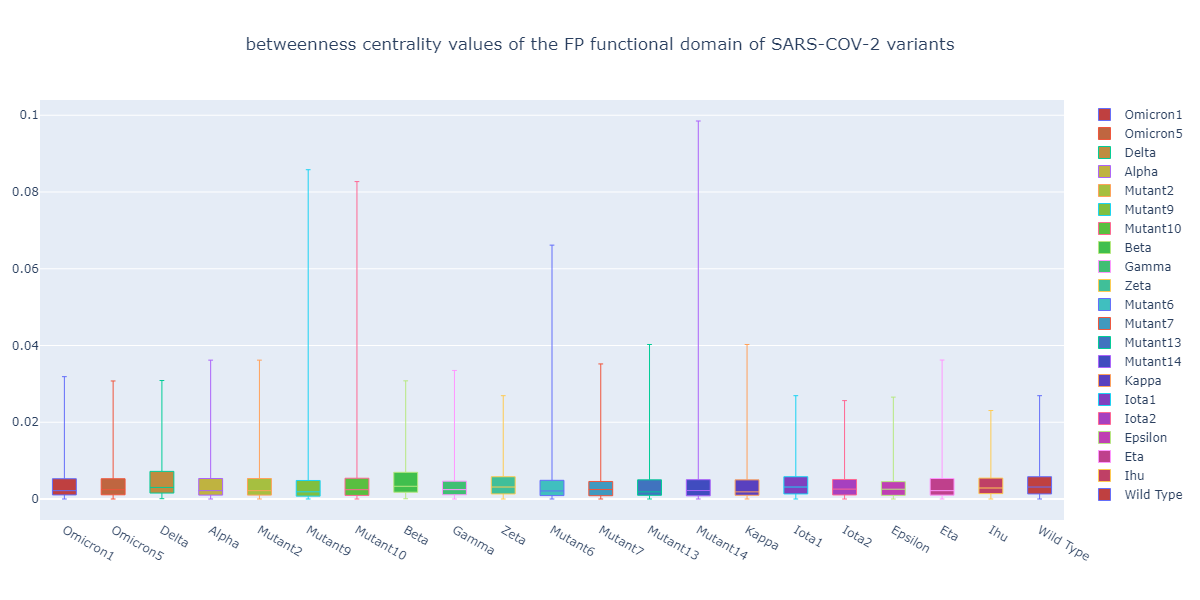 betweenness centrality values of the FP functional domain of SARS-COV-2 variants
0.1
0.08
0.06
0.04
0.02
0
Omicron1
Omicron5
Delta
Alpha
Mutant2
Mutant9
Mutant10
Beta
Gamma
Zeta
Mutant6
Mutant7
Mutant13
Mutant14
Kappa
Iota1
Iota2
Epsilon
Eta
Ihu
Wild Type
Omicron1
Omicron5
Delta
Alpha
Mutant2
Mutant9
Mutant10
Beta
Gamma
Zeta
Mutant6
Mutant7
Mutant13
Mutant14
Kappa
Iota1
Iota2
Epsilon
Eta
Ihu
Wild Type